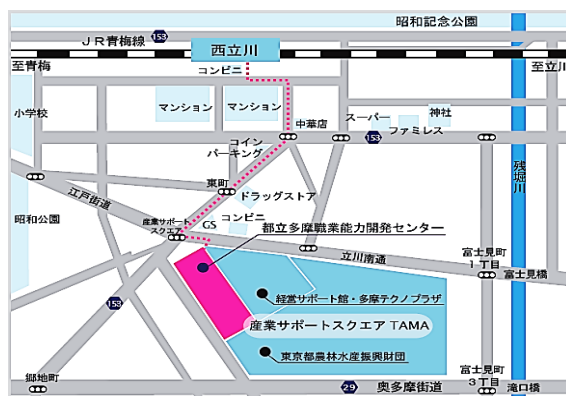 昭和記念公園
JR青梅線
153
西立川
至青梅
至立川
コンビニ
小学校
マンション
マンション
中華店
スーパー
神社
153
ファミレス
コイン
パーキング
残堀川
東町
江戸街道
ドラッグストア
昭和公園
産業サポート
スクエア
GS
コンビニ
都立多摩職業能力開発センター
立川南通
富士見町
1丁目
富士見橋
経営サポート館・多摩テクノプラザ
153
産業サポートスクエア TAMA
東京都農林水産振興財団
郷地町
29
奥多摩街道
富士見町
3丁目
滝口橋